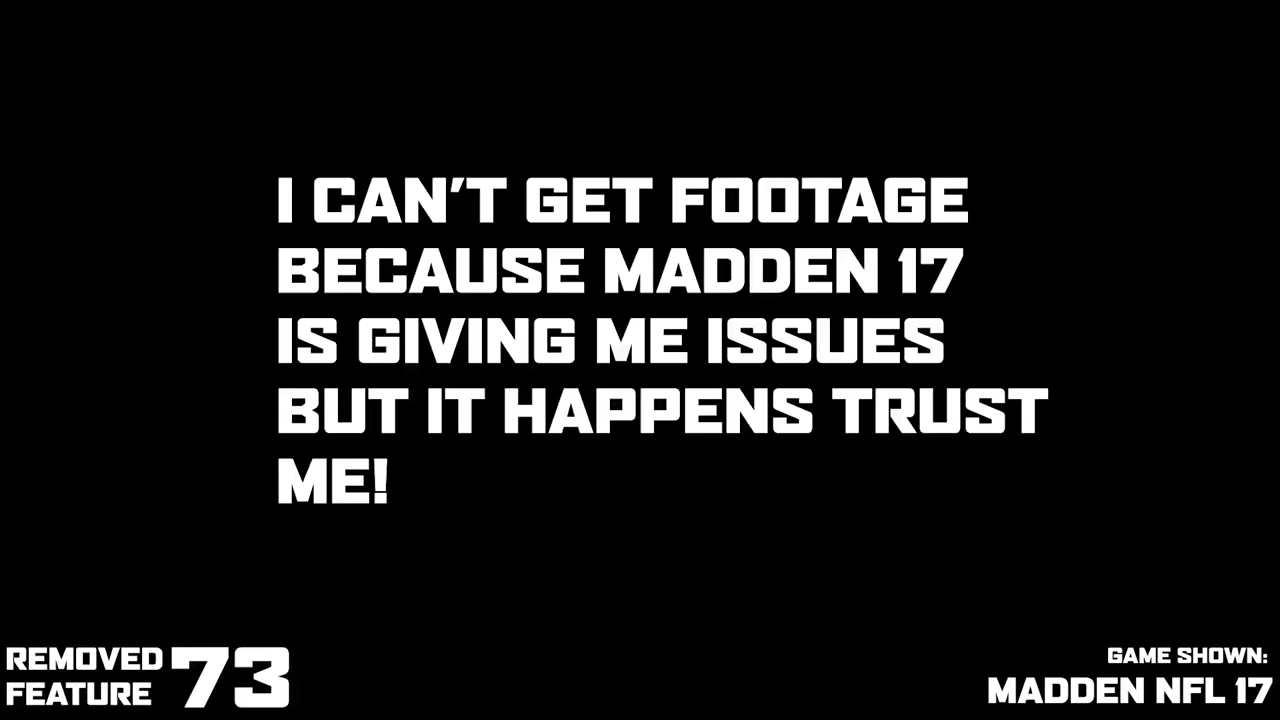 I CAN'T GET FOOTAGE
BECAUSE MADDEN 17
IS GIVING ME ISSUES
BUT IT HAPPENS TRUST
ME!
REMOVED
FEATURE 73
GAME SHOWN:
MADDEN NFL 17